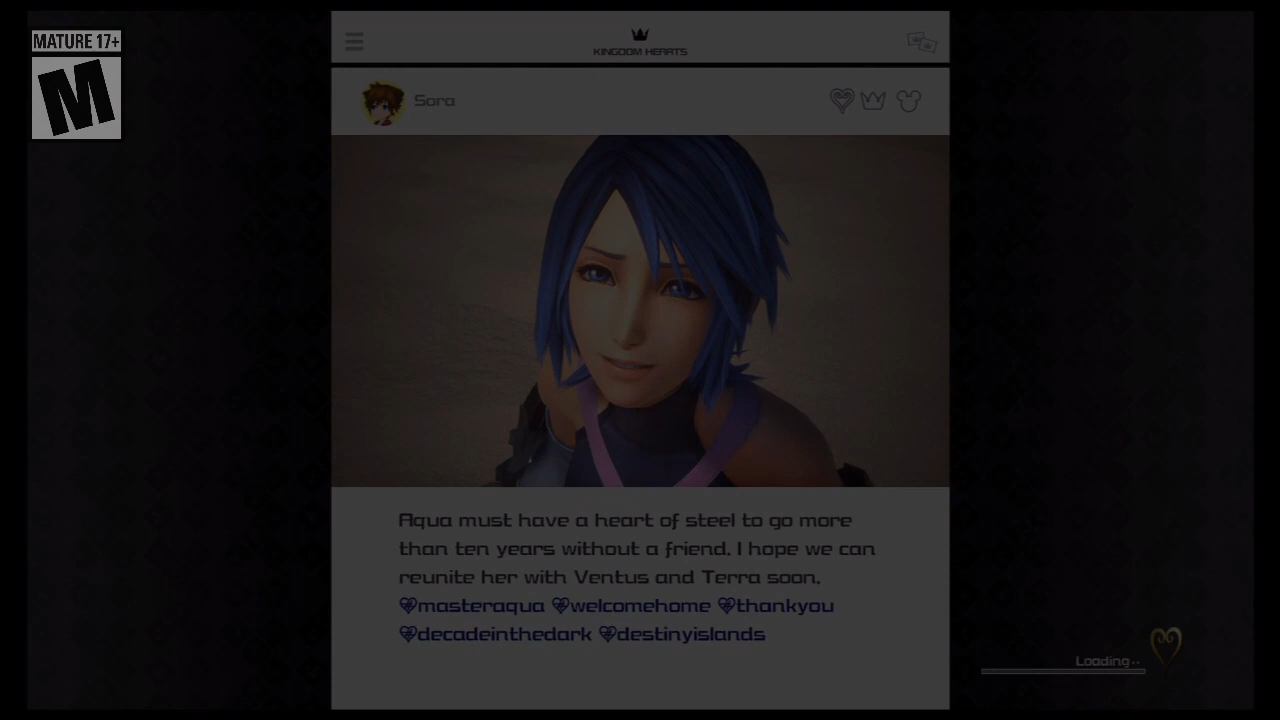 MATURE 17+
M
KINGDOM HEARTS
Sora
Aqua must have a heart of steel to go more
than ten years without a friend. I hope we can
reunite her with Ventus and Terra soon.
masteraqua welcomehome thankyou
decadeinthedark destinyislands
Loading..